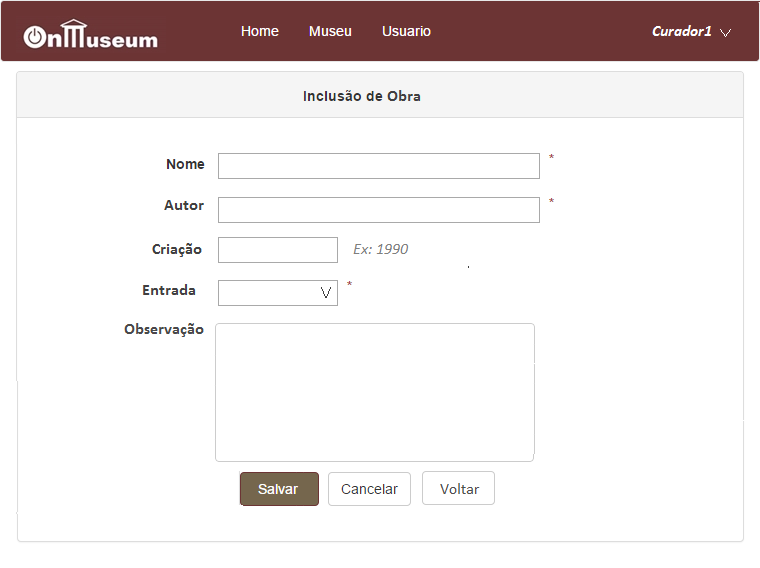 OnMuseum Home Museu Usuario Curador1
Inclusão de Obra
Nome *
Autor *
Criação Ex: 1990
Entrada *
Observação
Salvar Cancelar Voltar